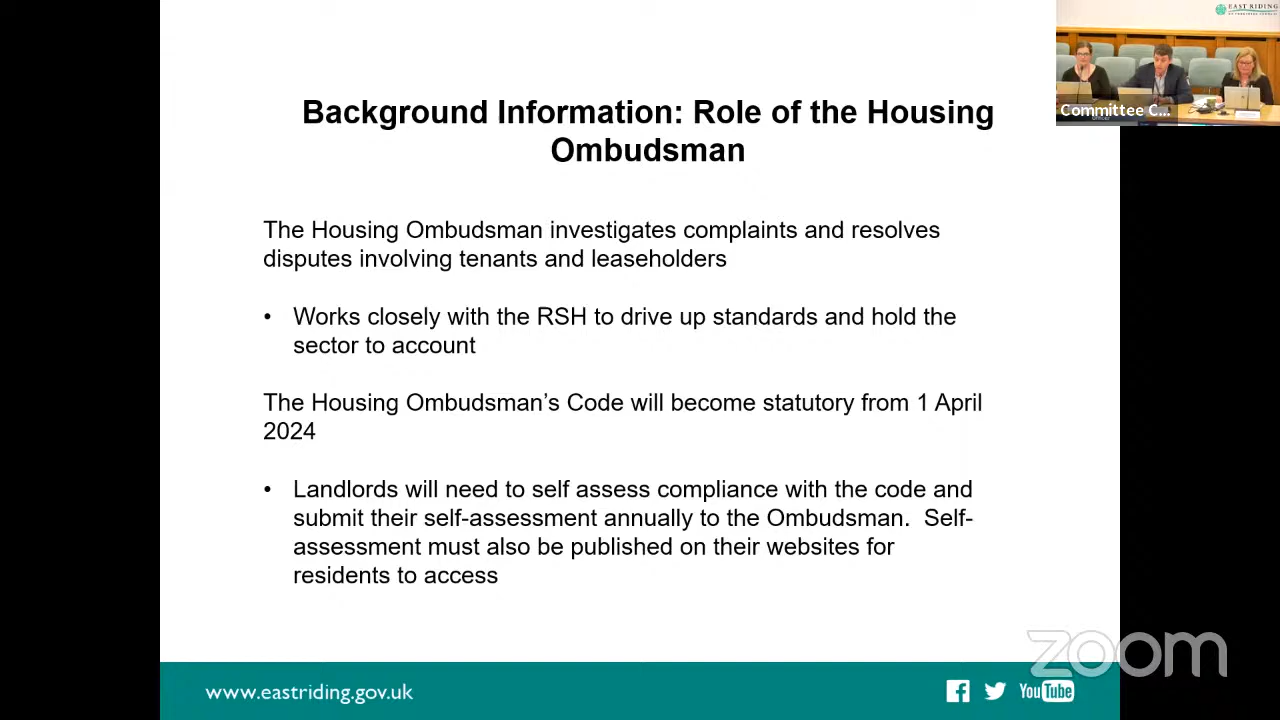 EAST RIDING
Committee C...
Background Information: Role of the Housing
Ombudsman
The Housing Ombudsman investigates complaints and resolves
disputes involving tenants and leaseholders
• Works closely with the RSH to drive up standards and hold the
sector to account
The Housing Ombudsman’s Code will become statutory from 1 April
2024
• Landlords will need to self assess compliance with the code and
submit their self-assessment annually to the Ombudsman.  Self-
assessment must also be published on their websites for
residents to access
zoom
www.eastriding.gov.uk
YouTube